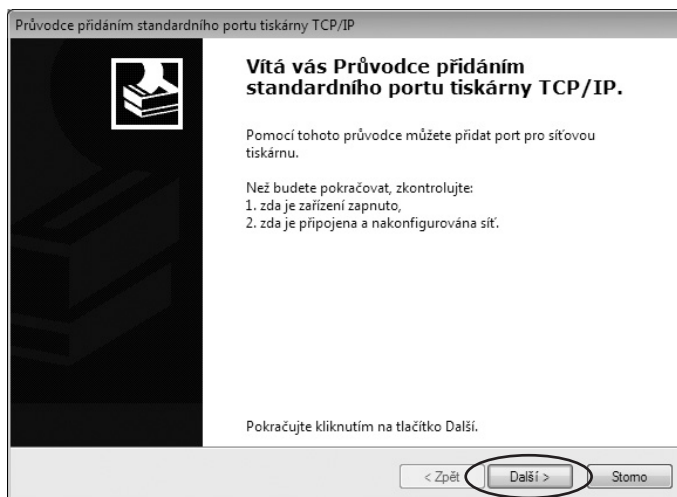 Průvodce přidáním standardního portu tiskárny TCP/IP
Vítá vás Průvodce přidáním
standardního portu tiskárny TCP/IP.
Pomocí tohoto průvodce můžete přidat port pro síťovou
tiskárnu.
Než budete pokračovat, zkontrolujte:
1. zda je zařízení zapnuto,
2. zda je připojena a nakonfigurována síť.
Pokračujte kliknutím na tlačítko Další.
< Zpět Další > Storno